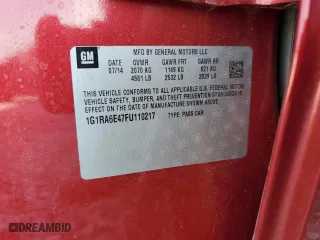 GM
MFD BY GENERAL MOTORS LLC
DATE GVWR GAWR FRT GAWR RR
07/14 2070 KG 1149 KG 921 KG
4561 LB 2532 LB 2029 LB
THIS VEHICLE CONFORMS TO ALL APPLICABLE U.S. FEDERAL MOTOR VEHICLE
SAFETY, BUMPER, AND THEFT PREVENTION STANDARDS IN
EFFECT ON THE DATE OF MANUFACTURE SHOWN ABOVE.
1G1RA6E47FU110217 TYPE: PASS CAR
DREAMBID